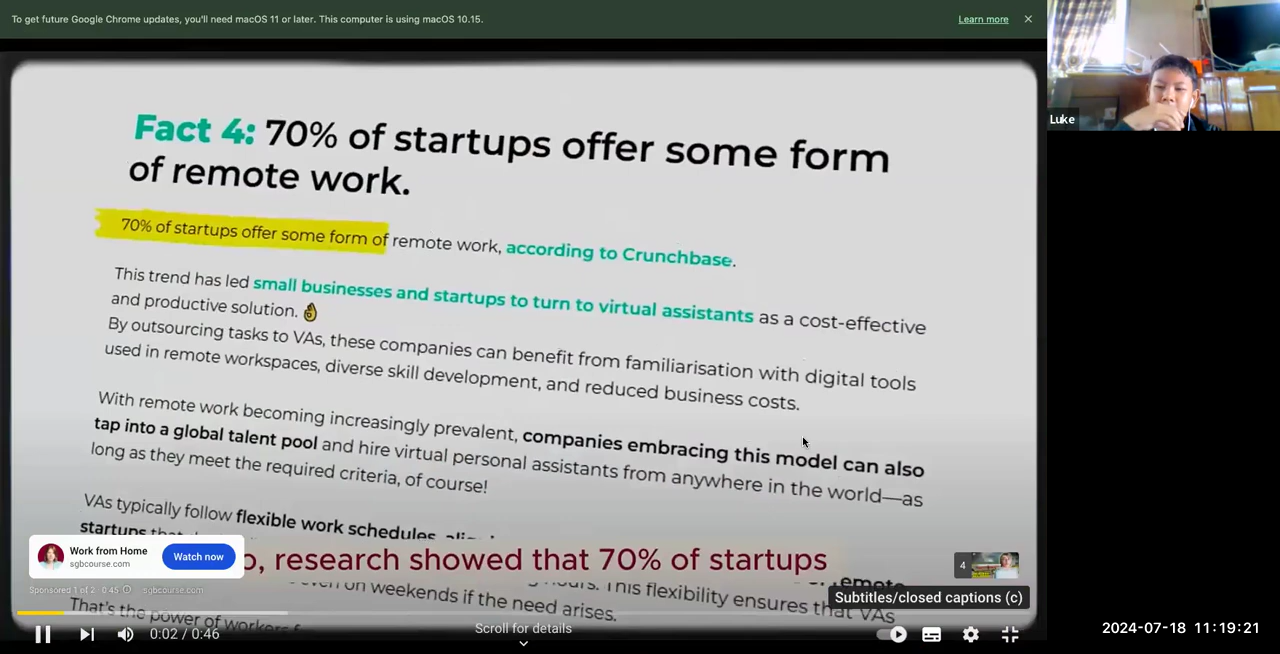 To get future Google Chrome updates, you'll need macOS 11 or later. This computer is using macOS 10.15.
Learn more
Luke
Fact 4: 70% of startups offer some form
of remote work.
70% of startups offer some form of remote work, according to Crunchbase.
This trend has led small businesses and startups to turn to virtual assistants as a cost-effective
and productive solution. 👌
By outsourcing tasks to VAs, these companies can benefit from familiarisation with digital tools
used in remote workspaces, diverse skill development, and reduced business costs.
With remote work becoming increasingly prevalent, companies embracing this model can also
tap into a global talent pool and hire virtual personal assistants from anywhere in the world—as
long as they meet the required criteria, of course!
VAs typically follow flexible work schedules,
startups
research showed that 70% of startups
on weekends if the need arises. This flexibility ensures that VAs
That's the power of workers
Work from Home
sgbcourse.com
Watch now
Sponsored 1 of 2 · 0:45
sgbcourse.com
4
Subtitles/closed captions (c)
0:02 / 0:46
Scroll for details
2024-07-18 11:19:21